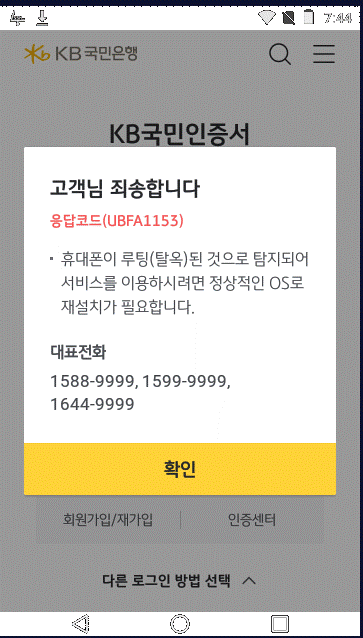 7:44
KB국민은행
KB국민인증서
고객님 죄송합니다
응답코드(UBFA1153)
휴대폰이 루팅(탈옥)된 것으로 탐지되어
서비스를 이용하시려면 정상적인 OS로
재설치가 필요합니다.
대표전화
1588-9999, 1599-9999,
1644-9999
확인
회원가입/재가입 인증센터
다른 로그인 방법 선택